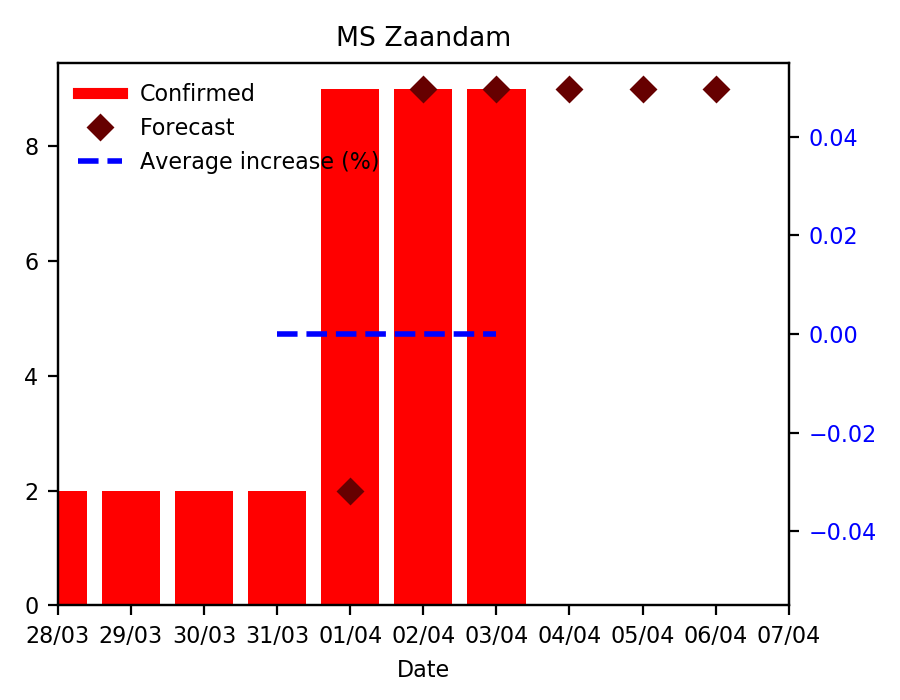 MS Zaandam
Confirmed
Forecast
Average increase (%)
8
6
4
2
0
0.04
0.02
0.00
−0.02
−0.04
28/03 29/03 30/03 31/03 01/04 02/04 03/04 04/04 05/04 06/04 07/04
Date